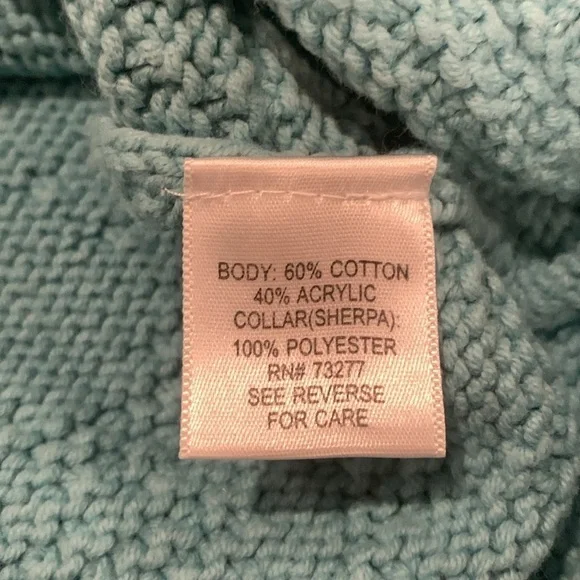 BODY: 60% COTTON
40% ACRYLIC
COLLAR(SHERPA):
100% POLYESTER
RN# 73277
SEE REVERSE
FOR CARE